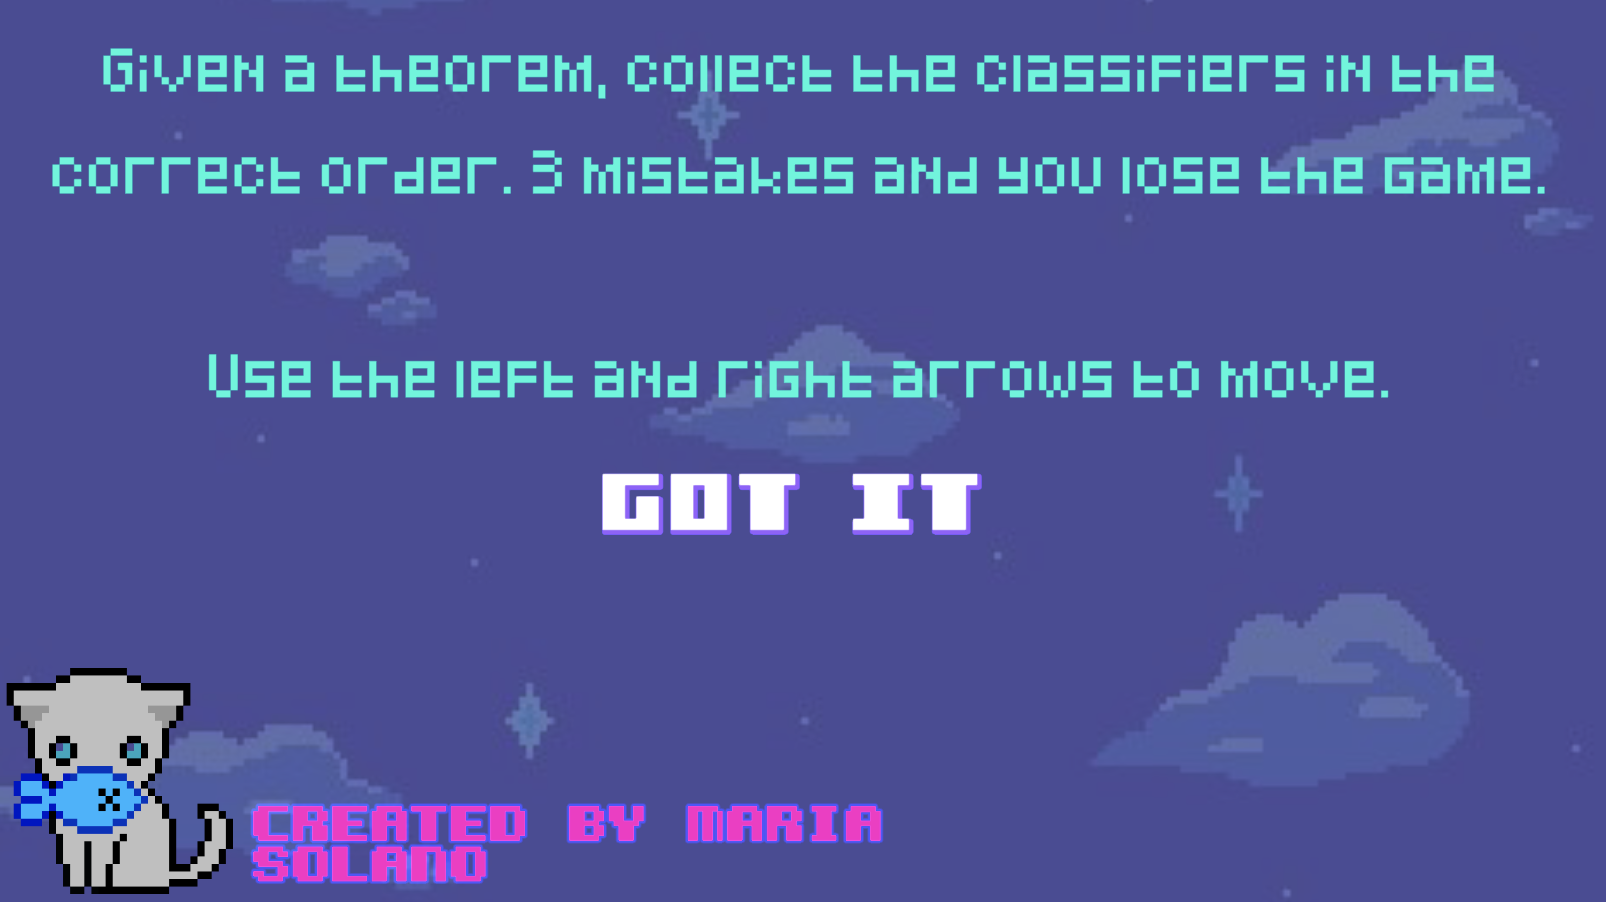 Given a theorem, collect the classifiers in the
correct order. 3 mistakes and you lose the game.
Use the left and right arrows to move.
GOT IT
CREATED BY MARIA
SOLANO